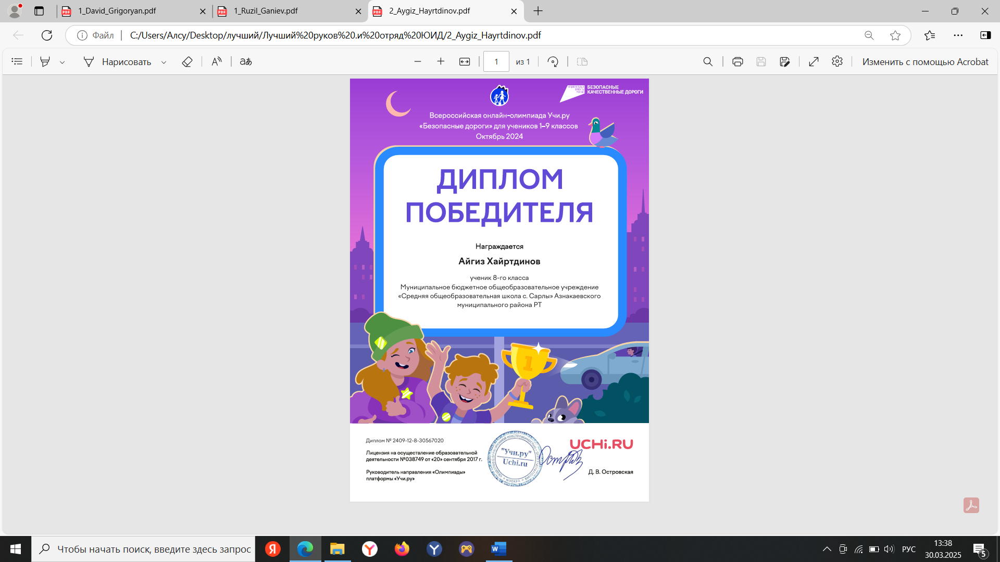 1_David_Grigoryan.pdf
1_Ruzil_Ganiev.pdf
2_Aygiz_Hayrtdinov.pdf
Файл
C:/Users/Алсу/Desktop/лучший/Лучший%20руков%20.и%20отряд%20ЮИД/2_Aygiz_Hayrtdinov.pdf
Нарисовать
аあ
1
из 1
Изменить с помощью Acrobat
БЕЗОПАСНЫЕ
КАЧЕСТВЕННЫЕ ДОРОГИ
Всероссийская онлайн-олимпиада Учи.ру
«Безопасные дороги» для учеников 1–9 классов
Октябрь 2024
ДИПЛОМ
ПОБЕДИТЕЛЯ
Награждается
Айгиз Хайртдинов
ученик 8-го класса
Муниципальное бюджетное общеобразовательное учреждение
«Средняя общеобразовательная школа с. Сарлы» Азнакаевского
муниципального района РТ
1
Диплом № 2409-12-8-30567020
Лицензия на осуществление образовательной
деятельности №038749 от «20» сентября 2017 г.
Руководитель направления «Олимпиады»
платформы «Учи.ру»
"Учи.ру"
Uchi.ru
UCHi.RU
Д. В. Островская
Чтобы начать поиск, введите здесь запрос
РУС
13:38
30.03.2025
5